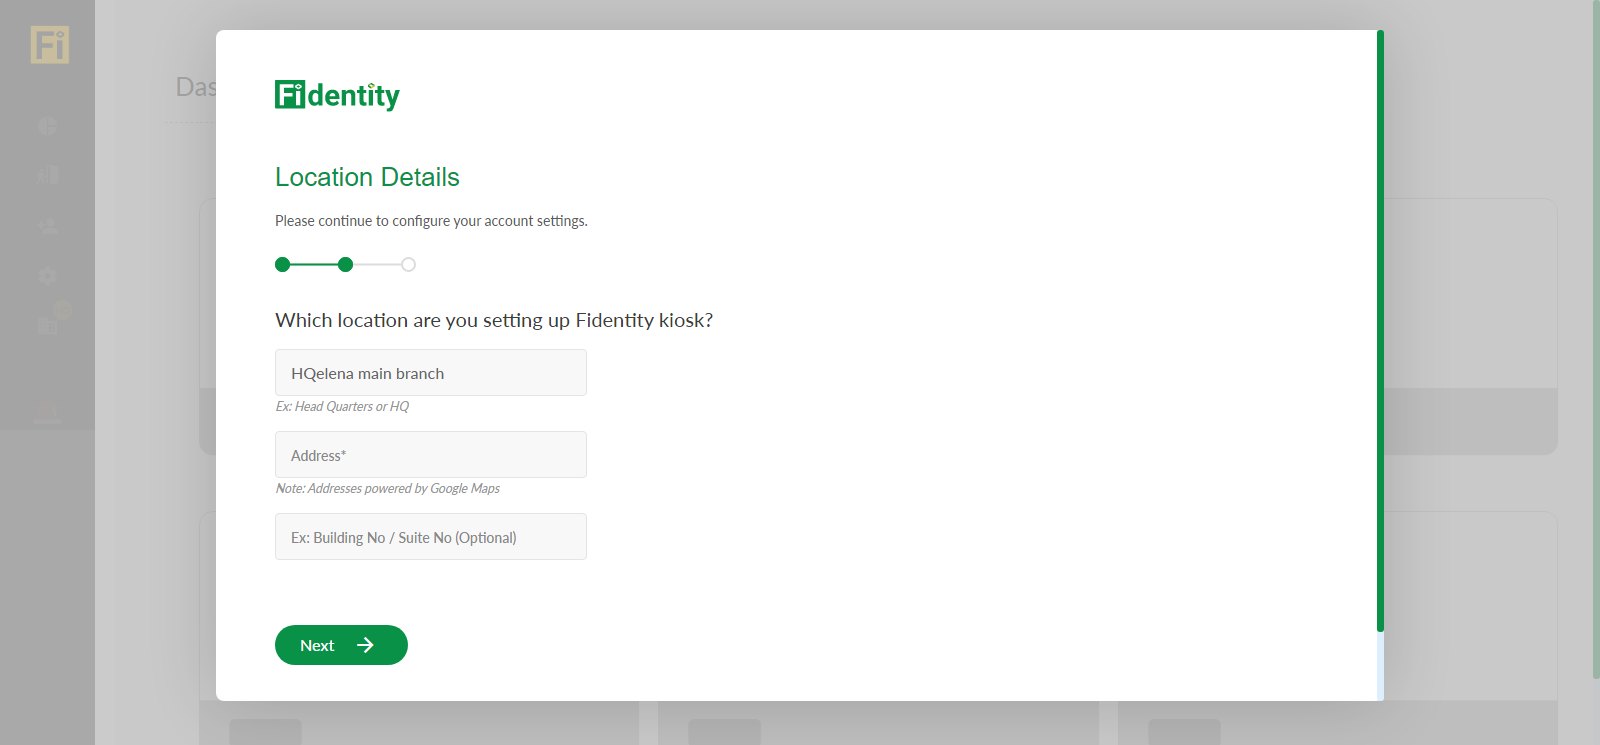 Fi
Das
Fidentity
Location Details
Please continue to configure your account settings.
Which location are you setting up Fidentity kiosk?
HQelena main branch
Ex: Head Quarters or HQ
Address*
Note: Addresses powered by Google Maps
Ex: Building No / Suite No (Optional)
Next